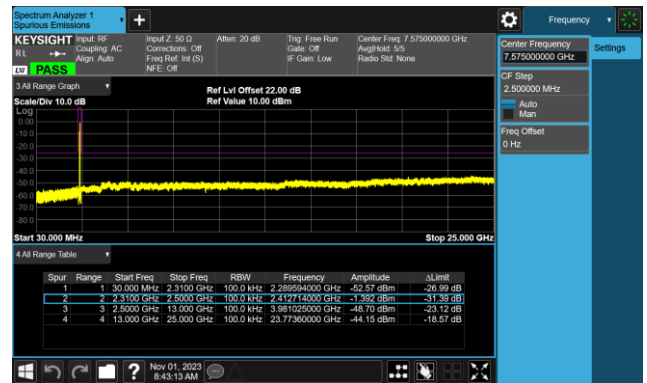 Spectrum Analyzer 1
Spurious Emissions
Frequency
KEYSIGHT Input: RF Input Z: 50 Ω Atten: 20 dB Trig: Free Run Center Freq: 7.575000000 GHz
RL Coupling: AC Corrections: Off Gate: Off Avg|Hold: 5/5
Align: Auto Freq Ref: Int (S) IF Gain: Low Radio Std: None
LXI PASS NFE: Off
Center Frequency
7.575000000 GHz
Settings
CF Step
2.500000 MHz
Auto
Man
Freq Offset
0 Hz
3 All Range Graph
Ref Lvl Offset 22.00 dB
Scale/Div 10.0 dB Ref Value 10.00 dBm
Log
0.00
-10.0
-20.0
-30.0
-40.0
-50.0
-60.0
-70.0
-80.0
Start 30.000 MHz Stop 25.000 GHz
4 All Range Table
Spur Range Start Freq Stop Freq RBW Frequency Amplitude ΔLimit
1 1 30.000 MHz 2.3100 GHz 100.0 kHz 2.289594000 GHz -52.57 dBm -26.99 dB
2 2 2.3100 GHz 2.5000 GHz 100.0 kHz 2.412714000 GHz -1.392 dBm -31.39 dB
3 3 2.5000 GHz 13.000 GHz 100.0 kHz 3.981025000 GHz -48.70 dBm -23.12 dB
4 4 13.000 GHz 25.000 GHz 100.0 kHz 23.77360000 GHz -44.15 dBm -18.57 dB
Nov 01, 2023
8:43:13 AM